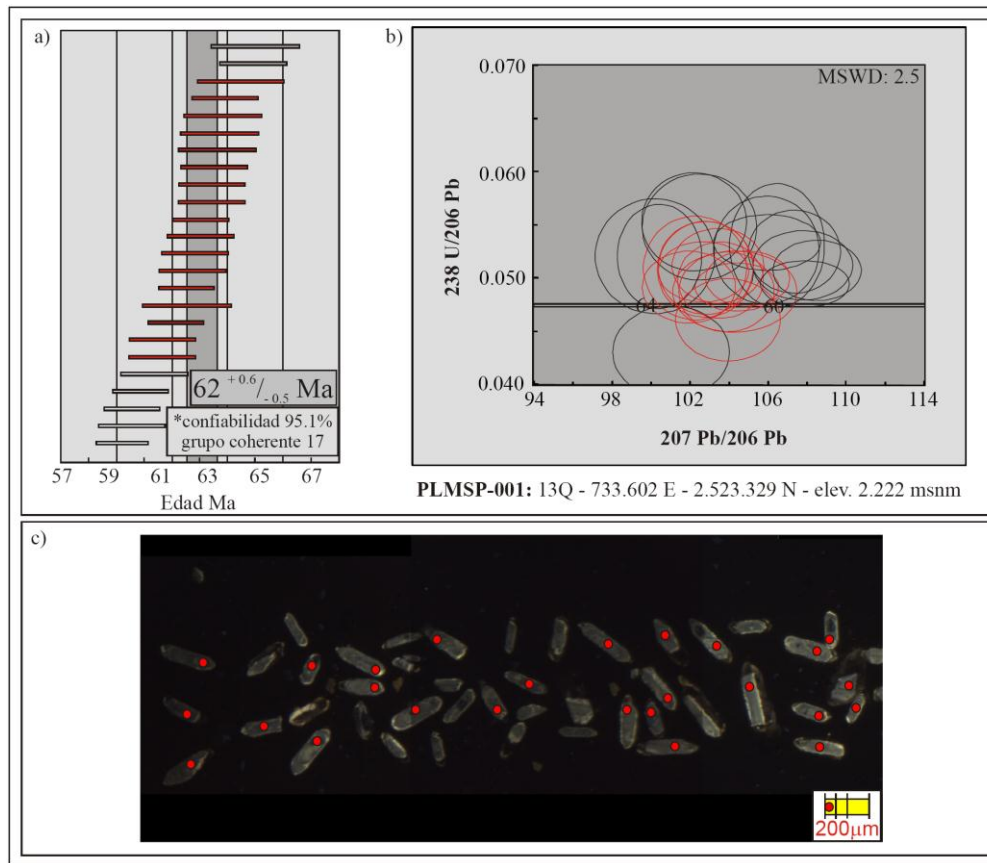 a)
62 +0.6/-0.5 Ma
*confiabilidad 95.1%
grupo coherente 17
57 59 61 63 65 67
Edad Ma
b)
MSWD: 2.5
0.070
0.060
0.050
0.040
238 U/206 Pb
64 60
94 98 102 106 110 114
207 Pb/206 Pb
PLMSP-001: 13Q - 733.602 E - 2.523.329 N - elev. 2.222 msnm
c)
200µm